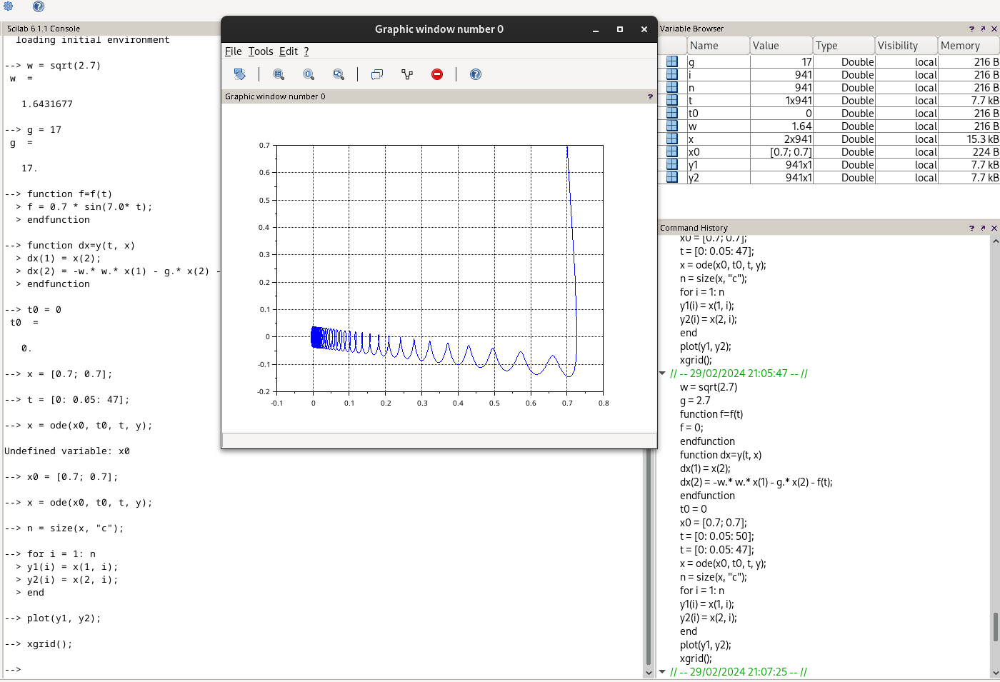 Scilab 6.1.1 Console
loading initial environment
--> w = sqrt(2.7)
w =
1.6431677
--> g = 17
g =
17.
--> function f=f(t)
> f = 0.7 * sin(7.0* t);
> endfunction
--> function dx=y(t, x)
> dx(1) = x(2);
> dx(2) = -w.* w.* x(1) - g.* x(2) -
> endfunction
--> t0 = 0
t0 =
0.
--> x = [0.7; 0.7];
--> t = [0: 0.05: 47];
--> x = ode(x0, t0, t, y);
Undefined variable: x0
--> x0 = [0.7; 0.7];
--> x = ode(x0, t0, t, y);
--> n = size(x, "c");
--> for i = 1: n
> y1(i) = x(1, i);
> y2(i) = x(2, i);
> end
--> plot(y1, y2);
--> xgrid();
-->
Graphic window number 0
File Tools Edit ?
Graphic window number 0 ?
0.7
0.6
0.5
0.4
0.3
0.2
0.1
0
-0.1
-0.2
-0.1 0 0.1 0.2 0.3 0.4 0.5 0.6 0.7 0.8
Variable Browser ?
Name Value Type Visibility Memory
g 17 Double local 216 B
i 941 Double local 216 B
n 941 Double local 216 B
t 1x941 Double local 7.7 kB
t0 0 Double local 216 B
w 1.64 Double local 216 B
x 2x941 Double local 15.3 kB
x0 [0.7; 0.7] Double local 224 B
y1 941x1 Double local 7.7 kB
y2 941x1 Double local 7.7 kB
Command History ?
x0 = [0.7; 0.7];
t = [0: 0.05: 47];
x = ode(x0, t0, t, y);
n = size(x, "c");
for i = 1: n
y1(i) = x(1, i);
y2(i) = x(2, i);
end
plot(y1, y2);
xgrid();
// -- 29/02/2024 21:05:47 -- //
w = sqrt(2.7)
g = 2.7
function f=f(t)
f = 0;
endfunction
function dx=y(t, x)
dx(1) = x(2);
dx(2) = -w.* w.* x(1) - g.* x(2) - f(t);
endfunction
t0 = 0
x0 = [0.7; 0.7];
t = [0: 0.05: 50];
t = [0: 0.05: 47];
x = ode(x0, t0, t, y);
n = size(x, "c");
for i = 1: n
y1(i) = x(1, i);
y2(i) = x(2, i);
end
plot(y1, y2);
xgrid();
// -- 29/02/2024 21:07:25 -- //